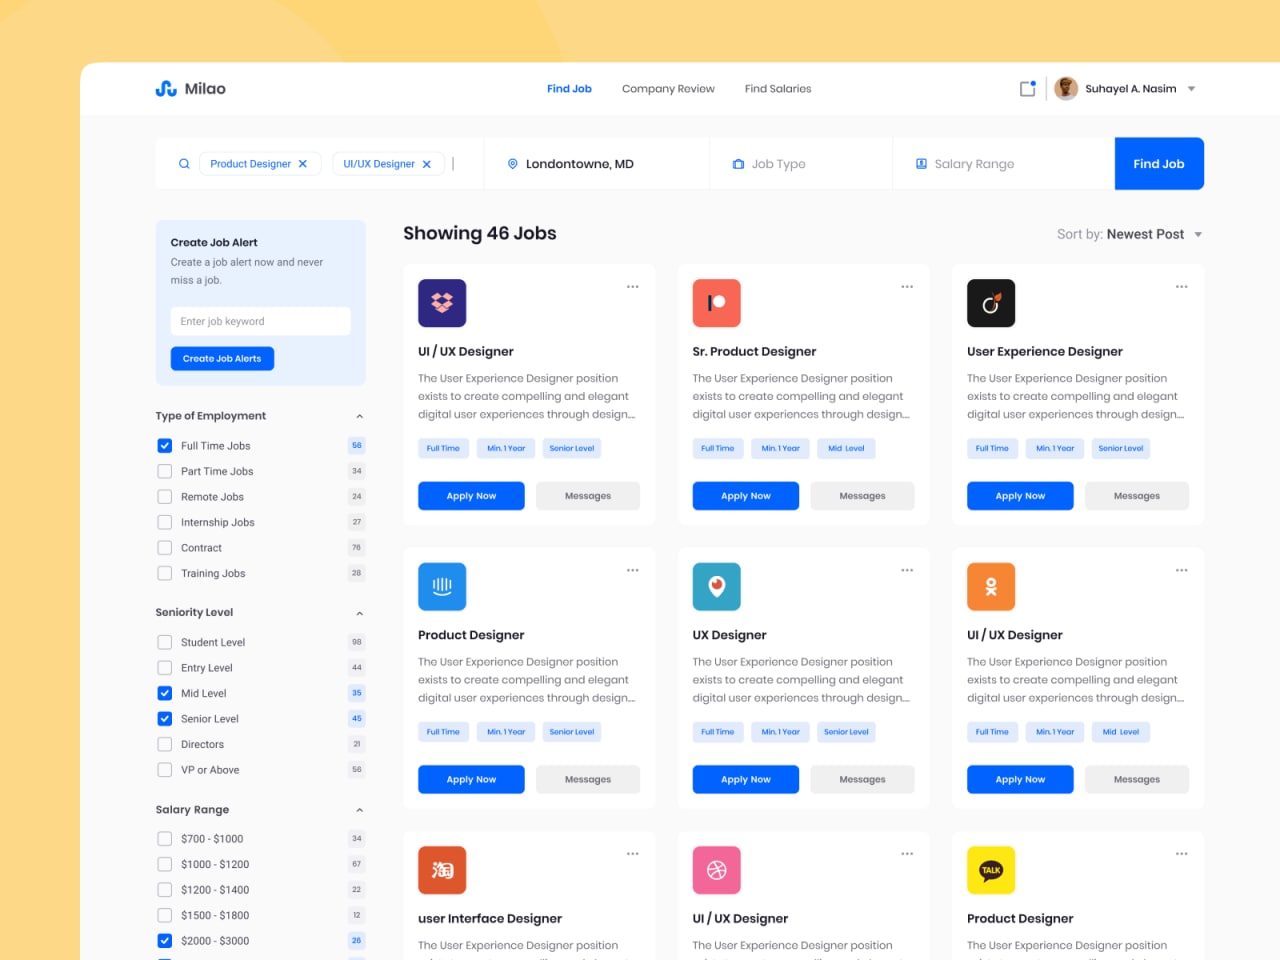 Milao
Find Job
Company Review
Find Salaries
Suhayel A. Nasim
Product Designer
UI/UX Designer
Londontowne, MD
Job Type
Salary Range
Find Job
Create Job Alert
Create a job alert now and never
miss a job.
Enter job keyword
Create Job Alerts
Type of Employment
Full Time Jobs 56
Part Time Jobs 34
Remote Jobs 24
Internship Jobs 27
Contract 76
Training Jobs 28
Seniority Level
Student Level 98
Entry Level 44
Mid Level 35
Senior Level 45
Directors 21
VP or Above 56
Salary Range
$700 - $1000 34
$1000 - $1200 67
$1200 - $1400 22
$1500 - $1800 12
$2000 - $3000 26
Showing 46 Jobs
Sort by: Newest Post
UI / UX Designer
The User Experience Designer position
exists to create compelling and elegant
digital user experiences through design...
Full Time
Min. 1 Year
Senior Level
Apply Now
Messages
Sr. Product Designer
The User Experience Designer position
exists to create compelling and elegant
digital user experiences through design...
Full Time
Min. 1 Year
Mid Level
Apply Now
Messages
User Experience Designer
The User Experience Designer position
exists to create compelling and elegant
digital user experiences through design...
Full Time
Min. 1 Year
Senior Level
Apply Now
Messages
Product Designer
The User Experience Designer position
exists to create compelling and elegant
digital user experiences through design...
Full Time
Min. 1 Year
Senior Level
Apply Now
Messages
UX Designer
The User Experience Designer position
exists to create compelling and elegant
digital user experiences through design...
Full Time
Min. 1 Year
Senior Level
Apply Now
Messages
UI / UX Designer
The User Experience Designer position
exists to create compelling and elegant
digital user experiences through design...
Full Time
Min. 1 Year
Mid Level
Apply Now
Messages
淘
user Interface Designer
The User Experience Designer position
UI / UX Designer
The User Experience Designer position
TALK
Product Designer
The User Experience Designer position